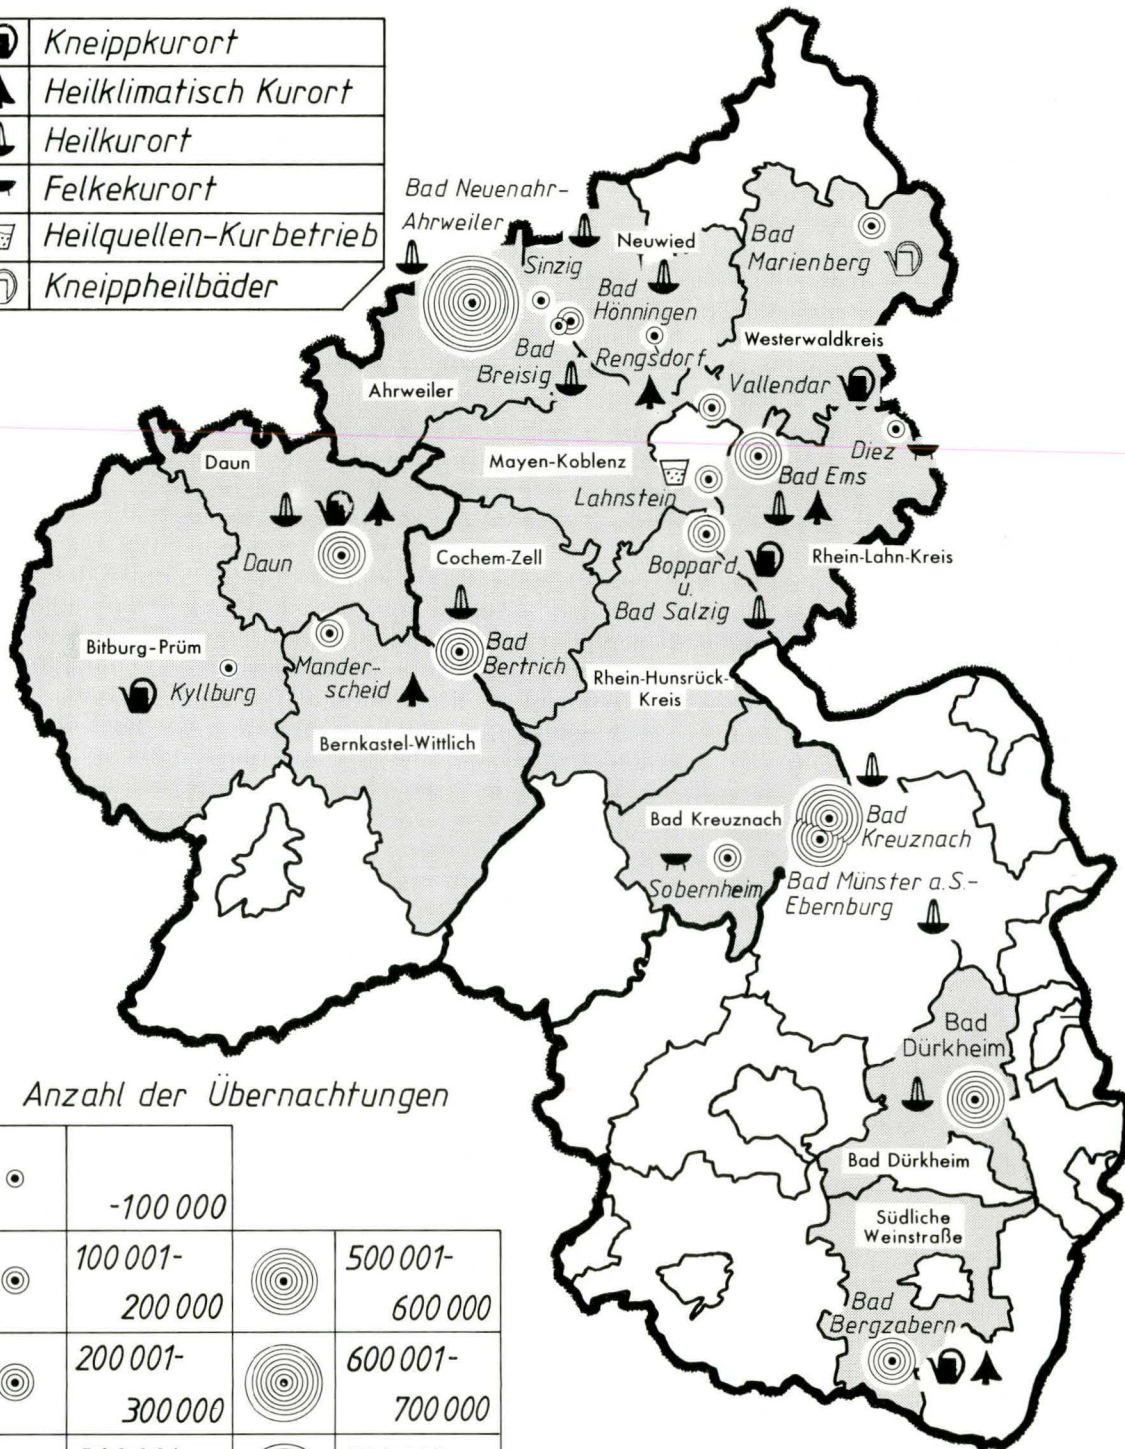 Kneippkurort
Heilklimatisch Kurort
Heilkurort
Felkekurort
Heilquellen-Kurbetrieb
Kneippheilbäder
Bad Neuenahr-
Ahrweiler
Sinzig
Neuwied
Bad
Hönningen
Bad
Marienberg
Bad
Breisig
Rengsdorf
Westerwaldkreis
Ahrweiler
Vallendar
Daun
Mayen-Koblenz
Lahnstein
Bad Ems
Diez
Daun
Cochem-Zell
Boppard
u.
Bad Salzig
Rhein-Lahn-Kreis
Bitburg-Prüm
Kyllburg
Mander-
scheid
Bad
Bertrich
Rhein-Hunsrück-
Kreis
Bernkastel-Wittlich
Bad Kreuznach
Bad
Kreuznach
Sobernheim
Bad Münster a.S.-
Ebernburg
Bad
Dürkheim
Bad Dürkheim
Südliche
Weinstraße
Bad
Bergzabern
Anzahl der Übernachtungen
-100 000
100 001-
200 000
500 001-
600 000
200 001-
300 000
600 001-
700 000